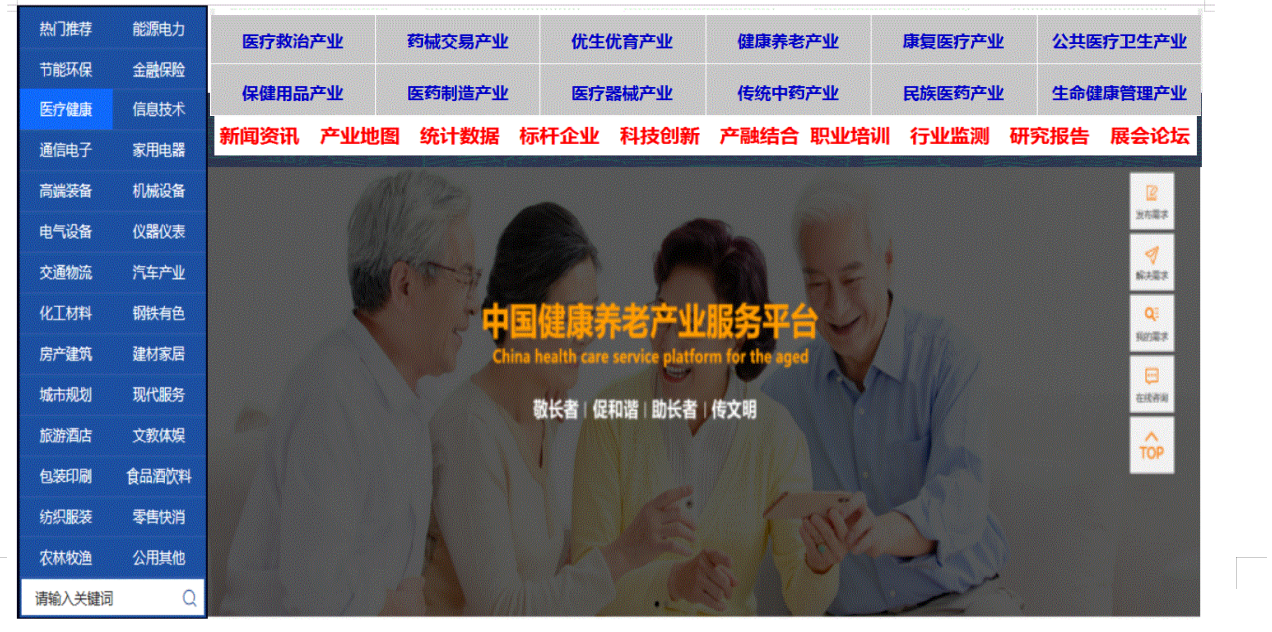 热门推荐 能源电力
节能环保 金融保险
医疗健康 信息技术
通信电子 家用电器
高端装备 机械设备
电气设备 仪器仪表
交通物流 汽车产业
化工材料 钢铁有色
房产建筑 建材家居
城市规划 现代服务
旅游酒店 文教体娱
包装印刷 食品酒饮料
纺织服装 零售快消
农林牧渔 公用其他
请输入关键词
医疗救治产业 药械交易产业 优生优育产业 健康养老产业 康复医疗产业 公共医疗卫生产业
保健用品产业 医药制造产业 医疗器械产业 传统中药产业 民族医药产业 生命健康管理产业
新闻资讯 产业地图 统计数据 标杆企业 科技创新 产融结合 职业培训 行业监测 研究报告 展会论坛
中国健康养老产业服务平台
China health care service platform for the aged
敬长者 | 促和谐 | 助长者 | 传文明
发布需求
解决需求
我的需求
在线咨询
TOP